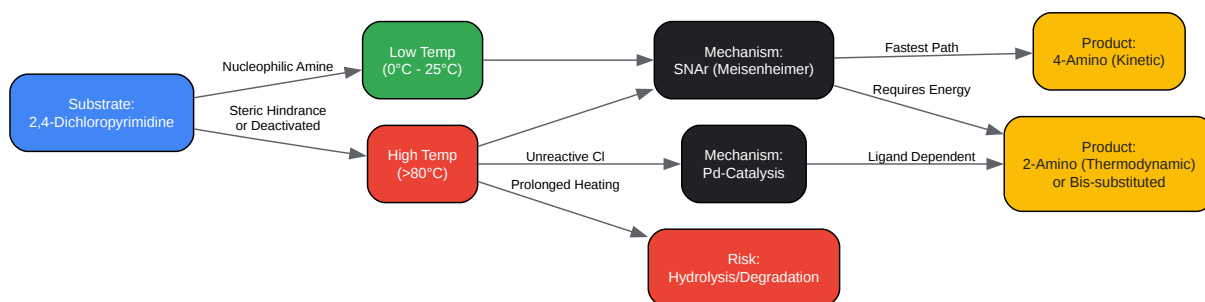 Substrate:
2,4-Dichloropyrimidine
Nucleophilic Amine
Steric Hindrance
or Deactivated
Low Temp
(0°C - 25°C)
High Temp
(>80°C)
Unreactive Cl
Prolonged Heating
Mechanism:
SNAr (Meisenheimer)
Mechanism:
Pd-Catalysis
Risk:
Hydrolysis/Degradation
Fastest Path
Requires Energy
Ligand Dependent
Product:
4-Amino (Kinetic)
Product:
2-Amino (Thermodynamic)
or Bis-substituted